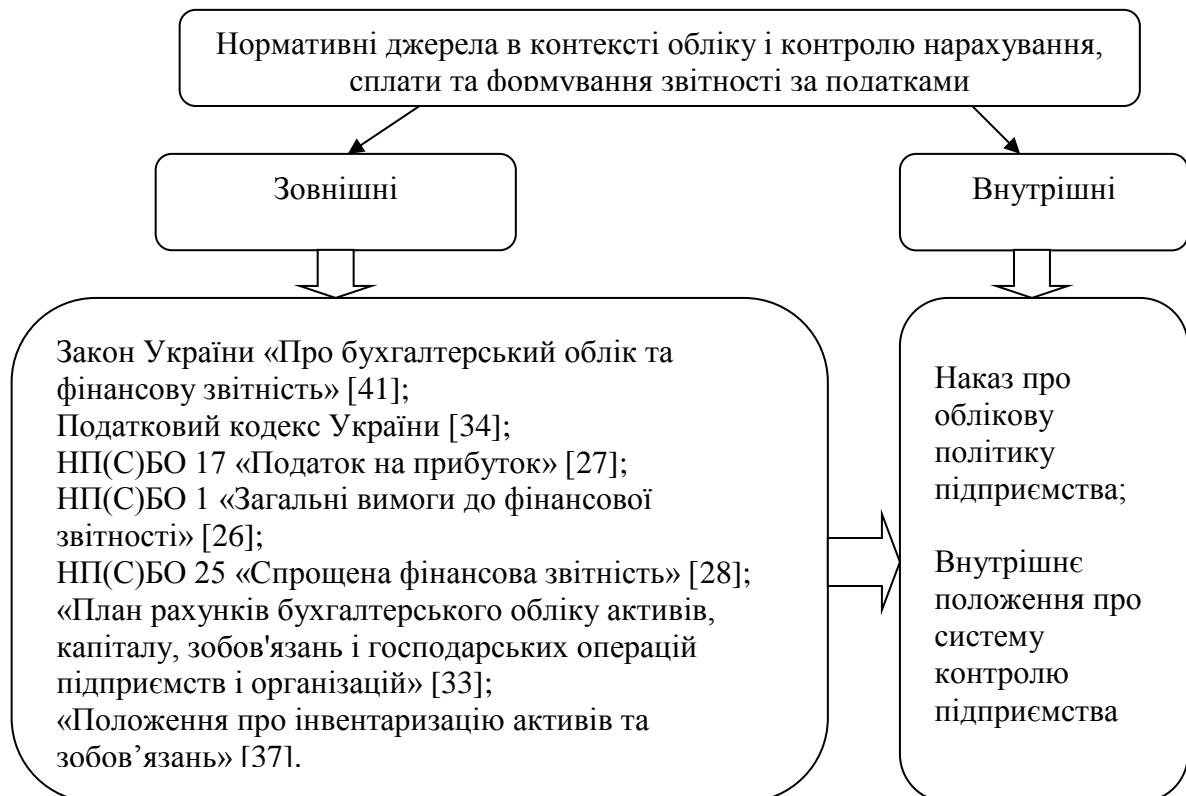 Нормативні джерела в контексті обліку і контролю нарахування,
сплати та формування звітності за податками
Зовнішні
Внутрішні
Закон України «Про бухгалтерський облік та
фінансову звітність» [41];
Податковий кодекс України [34];
НП(С)БО 17 «Податок на прибуток» [27];
НП(С)БО 1 «Загальні вимоги до фінансової
звітності» [26];
НП(С)БО 25 «Спрощена фінансова звітність» [28];
«План рахунків бухгалтерського обліку активів,
капіталу, зобов'язань і господарських операцій
підприємств і організацій» [33];
«Положення про інвентаризацію активів та
зобов’язань» [37].
Наказ про
облікову
політику
підприємства;
Внутрішнє
положення про
систему
контролю
підприємства